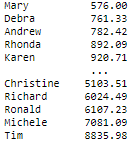 Mary 576.00
Debra 761.33
Andrew 782.42
Rhonda 892.09
Karen 920.71
...
Christine 5103.51
Richard 6024.49
Ronald 6107.23
Michele 7081.09
Tim 8835.98